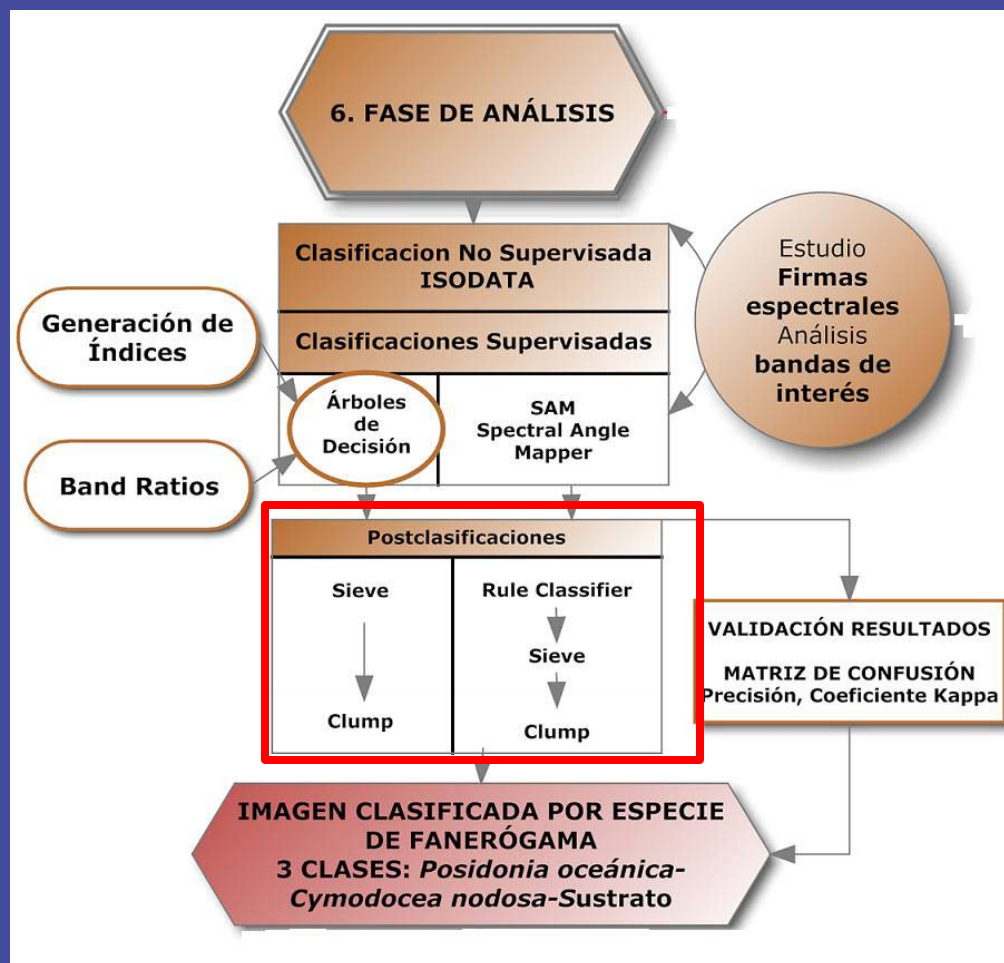 6. FASE DE ANÁLISIS
Clasificacion No Supervisada
ISODATA
Clasificaciones Supervisadas
Estudio
Firmas
espectrales
Análisis
bandas de
interés
Generación de
Índices
Band Ratios
Árboles
de
Decisión
SAM
Spectral Angle
Mapper
Postclasificaciones
Sieve
Clump
Rule Classifier
Sieve
Clump
VALIDACIÓN RESULTADOS
MATRIZ DE CONFUSIÓN
Precisión, Coeficiente Kappa
IMAGEN CLASIFICADA POR ESPECIE
DE FANERÓGAMA
3 CLASES: Posidonia oceánica-
Cymodocea nodosa-Sustrato